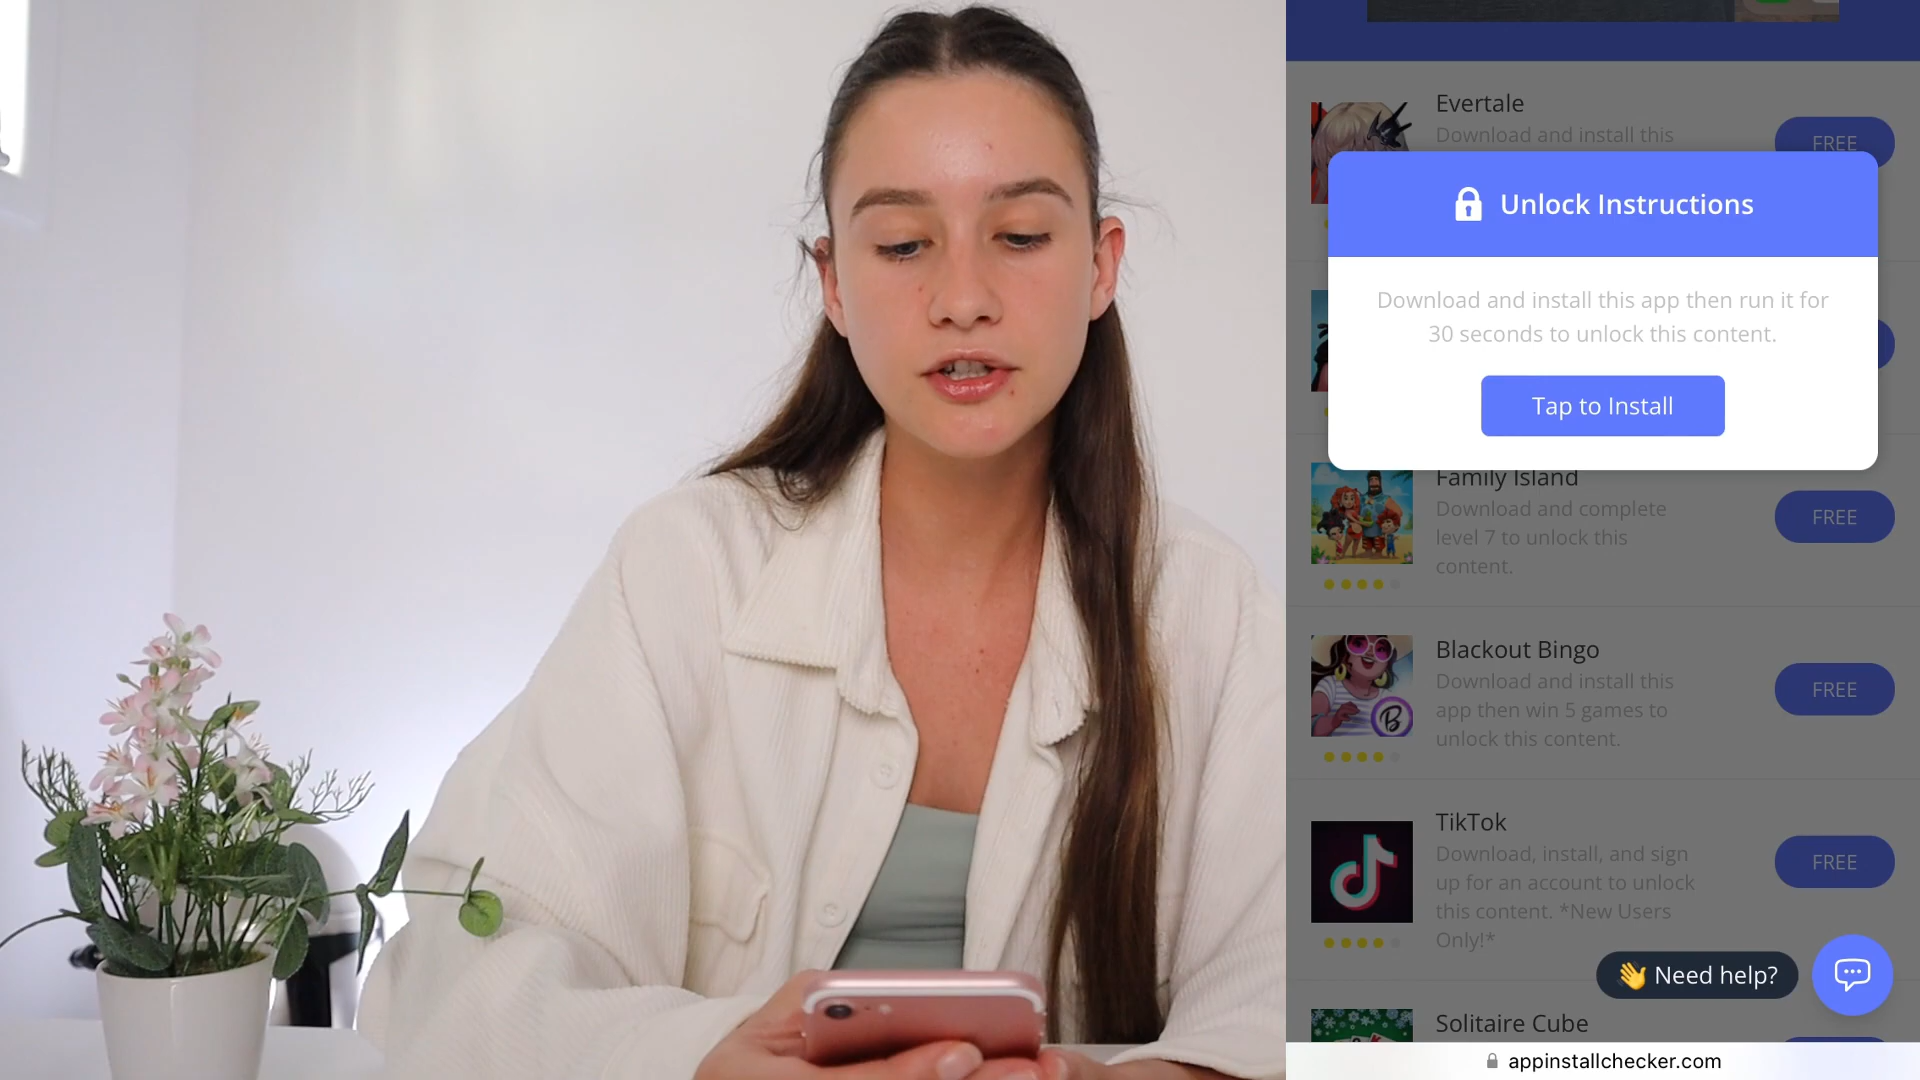 Evertale
Download and install this
FREE
Unlock Instructions
Download and install this app then run it for
30 seconds to unlock this content.
Tap to Install
Family Island
Download and complete
level 7 to unlock this
content.
FREE
Blackout Bingo
Download and install this
app then win 5 games to
unlock this content.
FREE
B
TikTok
Download, install, and sign
up for an account to unlock
this content. *New Users
Only!*
FREE
👋 Need help?
Solitaire Cube
appinstallchecker.com